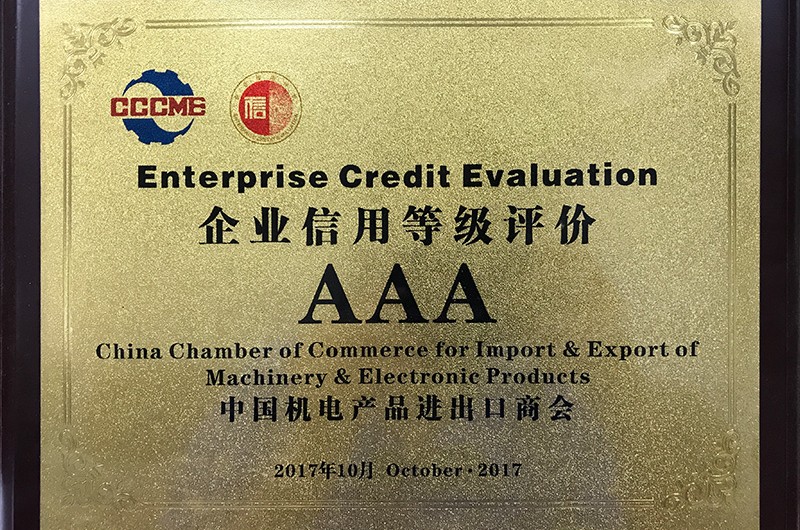 CCCME
信
Enterprise Credit Evaluation
企业信用等级评价
AAA
China Chamber of Commerce for Import & Export of
Machinery & Electronic Products
中国机电产品进出口商会
2017年10月 October·2017